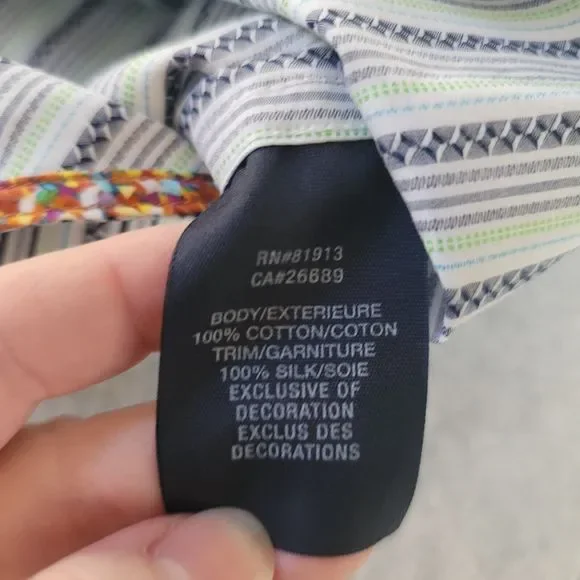 RN#81913
CA#26689
BODY/EXTERIEURE
100% COTTON/COTON
TRIM/GARNITURE
100% SILK/SOIE
EXCLUSIVE OF
DECORATION
EXCLUS DES
DECORATIONS